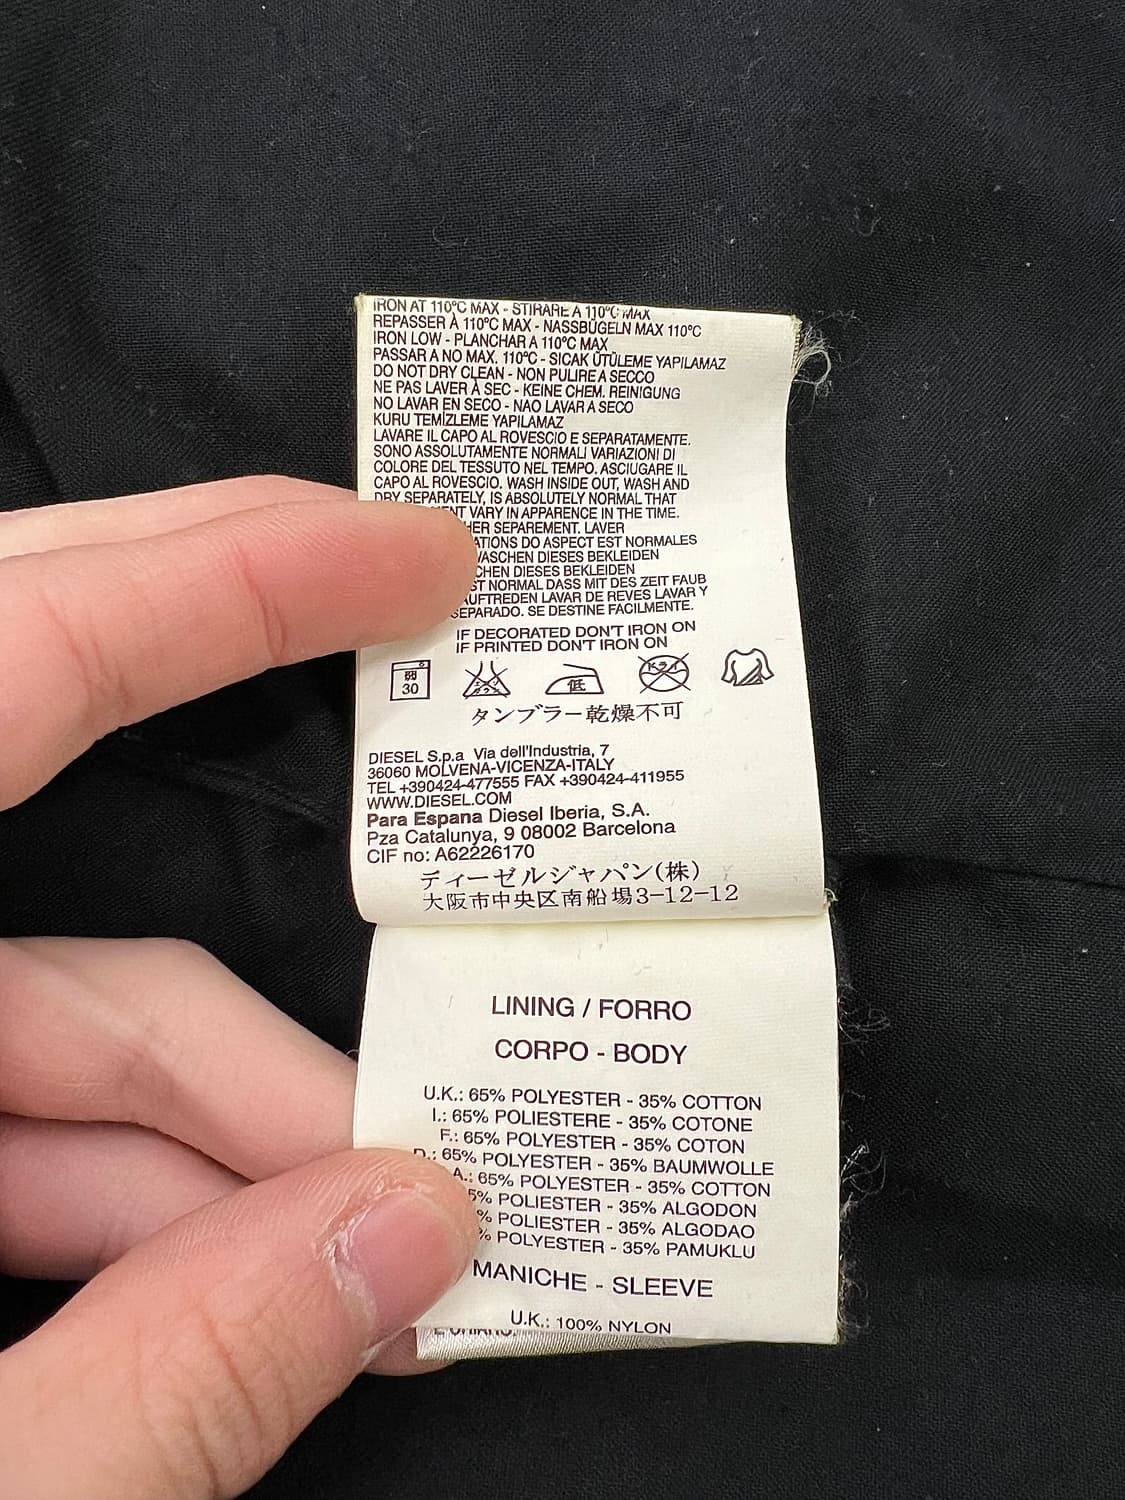 IRON AT 110°C MAX - STIRARE A 110°C MAX
REPASSER À 110°C MAX - NASSBÜGELN MAX 110°C
IRON LOW - PLANCHAR A 110°C MAX
PASSAR A NO MAX. 110°C - SICAK ÜTÜLEME YAPILAMAZ
DO NOT DRY CLEAN - NON PULIRE A SECCO
NE PAS LAVER À SEC - KEINE CHEM. REINIGUNG
NO LAVAR EN SECO - NAO LAVAR A SECO
KURU TEMİZLEME YAPILAMAZ
LAVARE IL CAPO AL ROVESCIO E SEPARATAMENTE.
SONO ASSOLUTAMENTE NORMALI VARIAZIONI DI
COLORE DEL TESSUTO NEL TEMPO. ASCIUGARE IL
CAPO AL ROVESCIO. WASH INSIDE OUT, WASH AND
DRY SEPARATELY, IS ABSOLUTELY NORMAL THAT
VARY IN APPARENCE IN THE TIME.
SEPAREMENT. LAVER
DO ASPECT EST NORMALES
WASCHEN DIESES BEKLEIDEN
DIESES BEKLEIDEN
NORMAL DASS MIT DES ZEIT FAUB
AUFTREDEN LAVAR DE REVES LAVAR Y
SEPARADO. SE DESTINE FACILMENTE.
IF DECORATED DON'T IRON ON
IF PRINTED DON'T IRON ON
弱 30 エンソサラシ 低 ドライ
タンブラー乾燥不可
DIESEL S.p.a Via dell'Industria, 7
36060 MOLVENA-VICENZA-ITALY
TEL +390424-477555 FAX +390424-411955
WWW.DIESEL.COM
Para Espana Diesel Iberia, S.A.
Pza Catalunya, 9 08002 Barcelona
CIF no: A62226170
ディーゼルジャパン(株)
大阪市中央区南船場3-12-12
LINING / FORRO
CORPO - BODY
U.K.: 65% POLYESTER - 35% COTTON
I.: 65% POLIESTERE - 35% COTONE
F.: 65% POLYESTER - 35% COTON
D.: 65% POLYESTER - 35% BAUMWOLLE
A.: 65% POLYESTER - 35% COTTON
5% POLIESTER - 35% ALGODON
% POLIESTER - 35% ALGODAO
% POLYESTER - 35% PAMUKLU
MANICHE - SLEEVE
U.K.: 100% NYLON